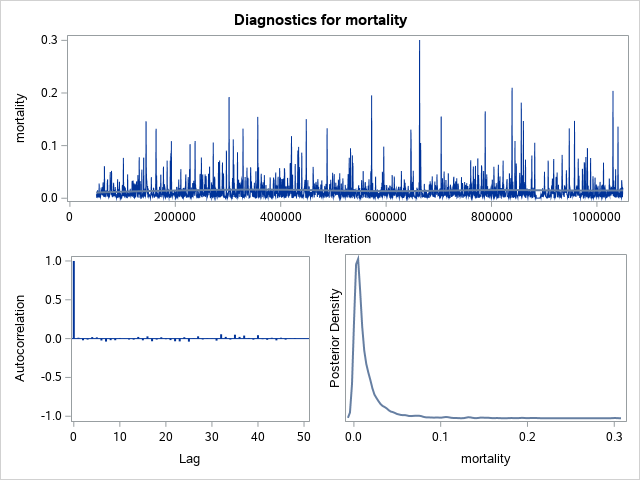 Diagnostics for mortality
mortality
0.3
0.2
0.1
0.0
0 200000 400000 600000 800000 1000000
Iteration
Autocorrelation
1.0
0.5
0.0
-0.5
-1.0
0 10 20 30 40 50
Lag
Posterior Density
0.0 0.1 0.2 0.3
mortality